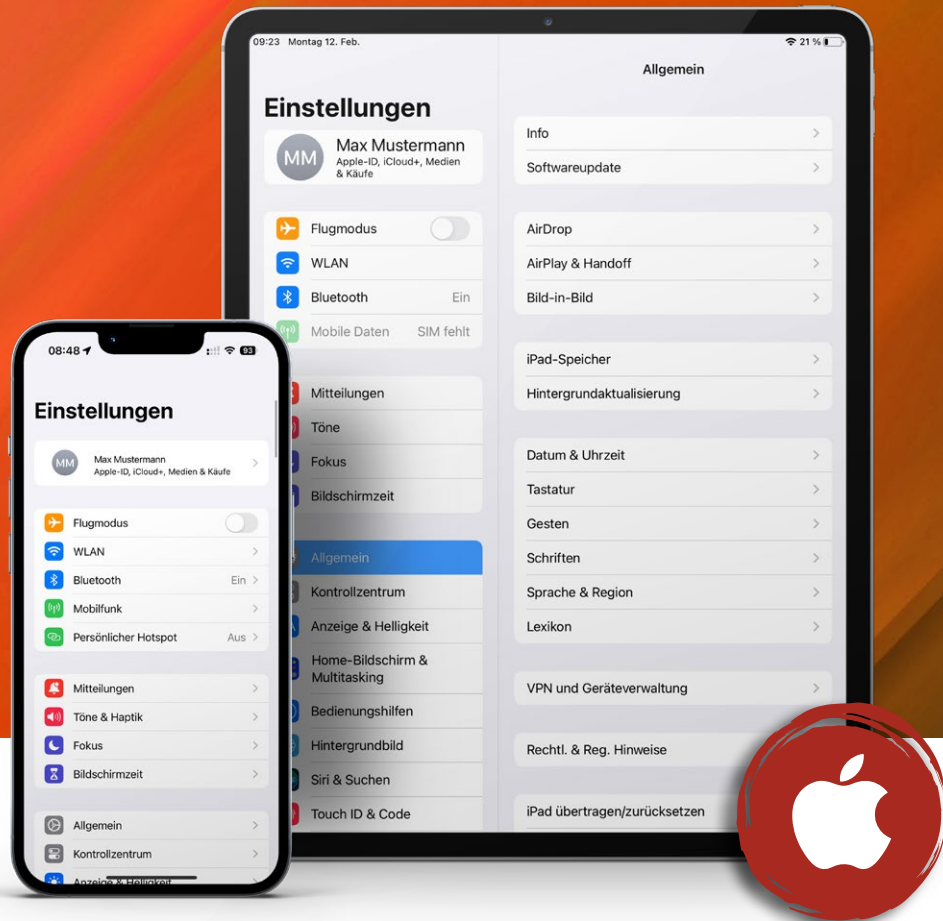 09:23 Montag 12. Feb.
21 %
Einstellungen
MM
Max Mustermann
Apple-ID, iCloud+, Medien
& Käufe
Flugmodus
WLAN
Bluetooth Ein
Mobile Daten SIM fehlt
Mitteilungen
Töne
Fokus
Bildschirmzeit
Allgemein
Kontrollzentrum
Anzeige & Helligkeit
Home-Bildschirm &
Multitasking
Bedienungshilfen
Hintergrundbild
Siri & Suchen
Touch ID & Code
Allgemein
Info
Softwareupdate
AirDrop
AirPlay & Handoff
Bild-in-Bild
iPad-Speicher
Hintergrundaktualisierung
Datum & Uhrzeit
Tastatur
Gesten
Schriften
Sprache & Region
Lexikon
VPN und Geräteverwaltung
Rechtl. & Reg. Hinweise
iPad übertragen/zurücksetzen
08:48
93
Einstellungen
MM
Max Mustermann
Apple-ID, iCloud+, Medien & Käufe
Flugmodus
WLAN
Bluetooth Ein
Mobilfunk
Persönlicher Hotspot Aus
Mitteilungen
Töne & Haptik
Fokus
Bildschirmzeit
Allgemein
Kontrollzentrum
Anzeige & Helligkeit